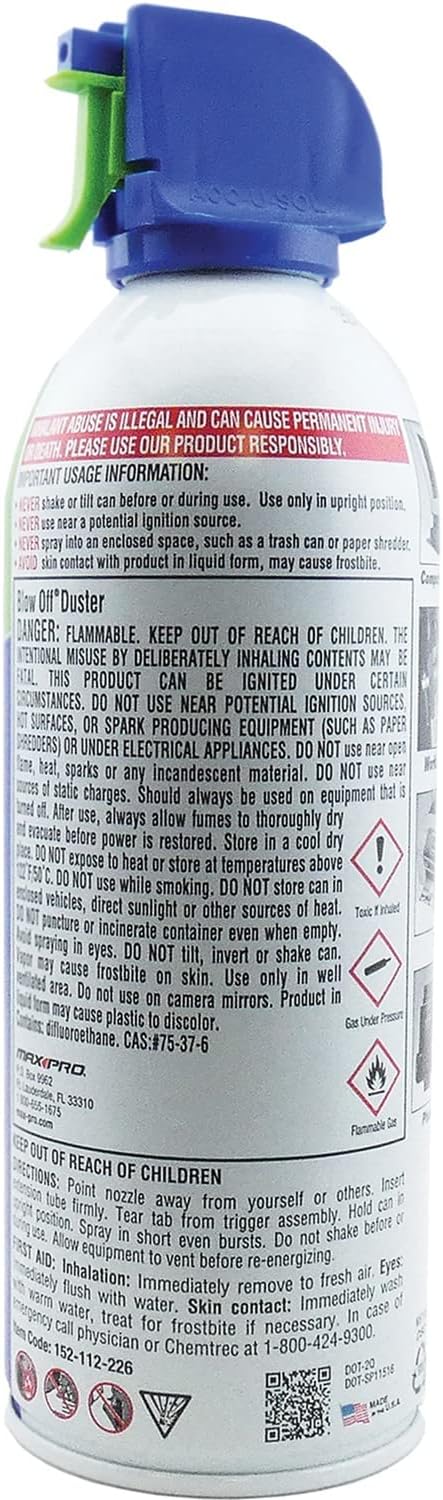 ACCU-SOL
INHALANT ABUSE IS ILLEGAL AND CAN CAUSE PERMANENT INJURY
OR DEATH. PLEASE USE OUR PRODUCT RESPONSIBLY.
IMPORTANT USAGE INFORMATION:
• NEVER shake or tilt can before or during use. Use only in upright position.
• NEVER use near a potential ignition source.
• NEVER spray into an enclosed space, such as a trash can or paper shredder.
• AVOID skin contact with product in liquid form, may cause frostbite.
Blow Off® Duster
DANGER: FLAMMABLE. KEEP OUT OF REACH OF CHILDREN. THE
INTENTIONAL MISUSE BY DELIBERATELY INHALING CONTENTS MAY BE
FATAL. THIS PRODUCT CAN BE IGNITED UNDER CERTAIN
CIRCUMSTANCES. DO NOT USE NEAR POTENTIAL IGNITION SOURCES,
HOT SURFACES, OR SPARK PRODUCING EQUIPMENT (SUCH AS PAPER
SHREDDERS) OR UNDER ELECTRICAL APPLIANCES. DO NOT use near open
flame, heat, sparks or any incandescent material. DO NOT use near
sources of static charges. Should always be used on equipment that is
turned off. After use, always allow fumes to thoroughly dry
and evacuate before power is restored. Store in a cool dry
place. DO NOT expose to heat or store at temperatures above
122°F/50°C. DO NOT use while smoking. DO NOT store can in
enclosed vehicles, direct sunlight or other sources of heat.
DO NOT puncture or incinerate container even when empty.
Avoid spraying in eyes. DO NOT tilt, invert or shake can.
Vapor may cause frostbite on skin. Use only in well
ventilated area. Do not use on camera mirrors. Product in
liquid form may cause plastic to discolor.
Contains: difluoroethane. CAS:#75-37-6
Toxic If Inhaled
Gas Under Pressure
Flammable Gas
MAXPRO.
P.O. Box 9962
Ft. Lauderdale, FL 33310
1-800-655-1675
max-pro.com
KEEP OUT OF REACH OF CHILDREN
DIRECTIONS: Point nozzle away from yourself or others. Insert
extension tube firmly. Tear tab from trigger assembly. Hold can in
upright position. Spray in short even bursts. Do not shake before or
during use. Allow equipment to vent before re-energizing.
FIRST AID: Inhalation: Immediately remove to fresh air. Eyes:
Immediately flush with water. Skin contact: Immediately wash
with warm water, treat for frostbite if necessary. In case of
emergency call physician or Chemtrec at 1-800-424-9300.
Item Code: 152-112-226
DOT-2Q
DOT-SP11516
MADE
in the U.S.A.